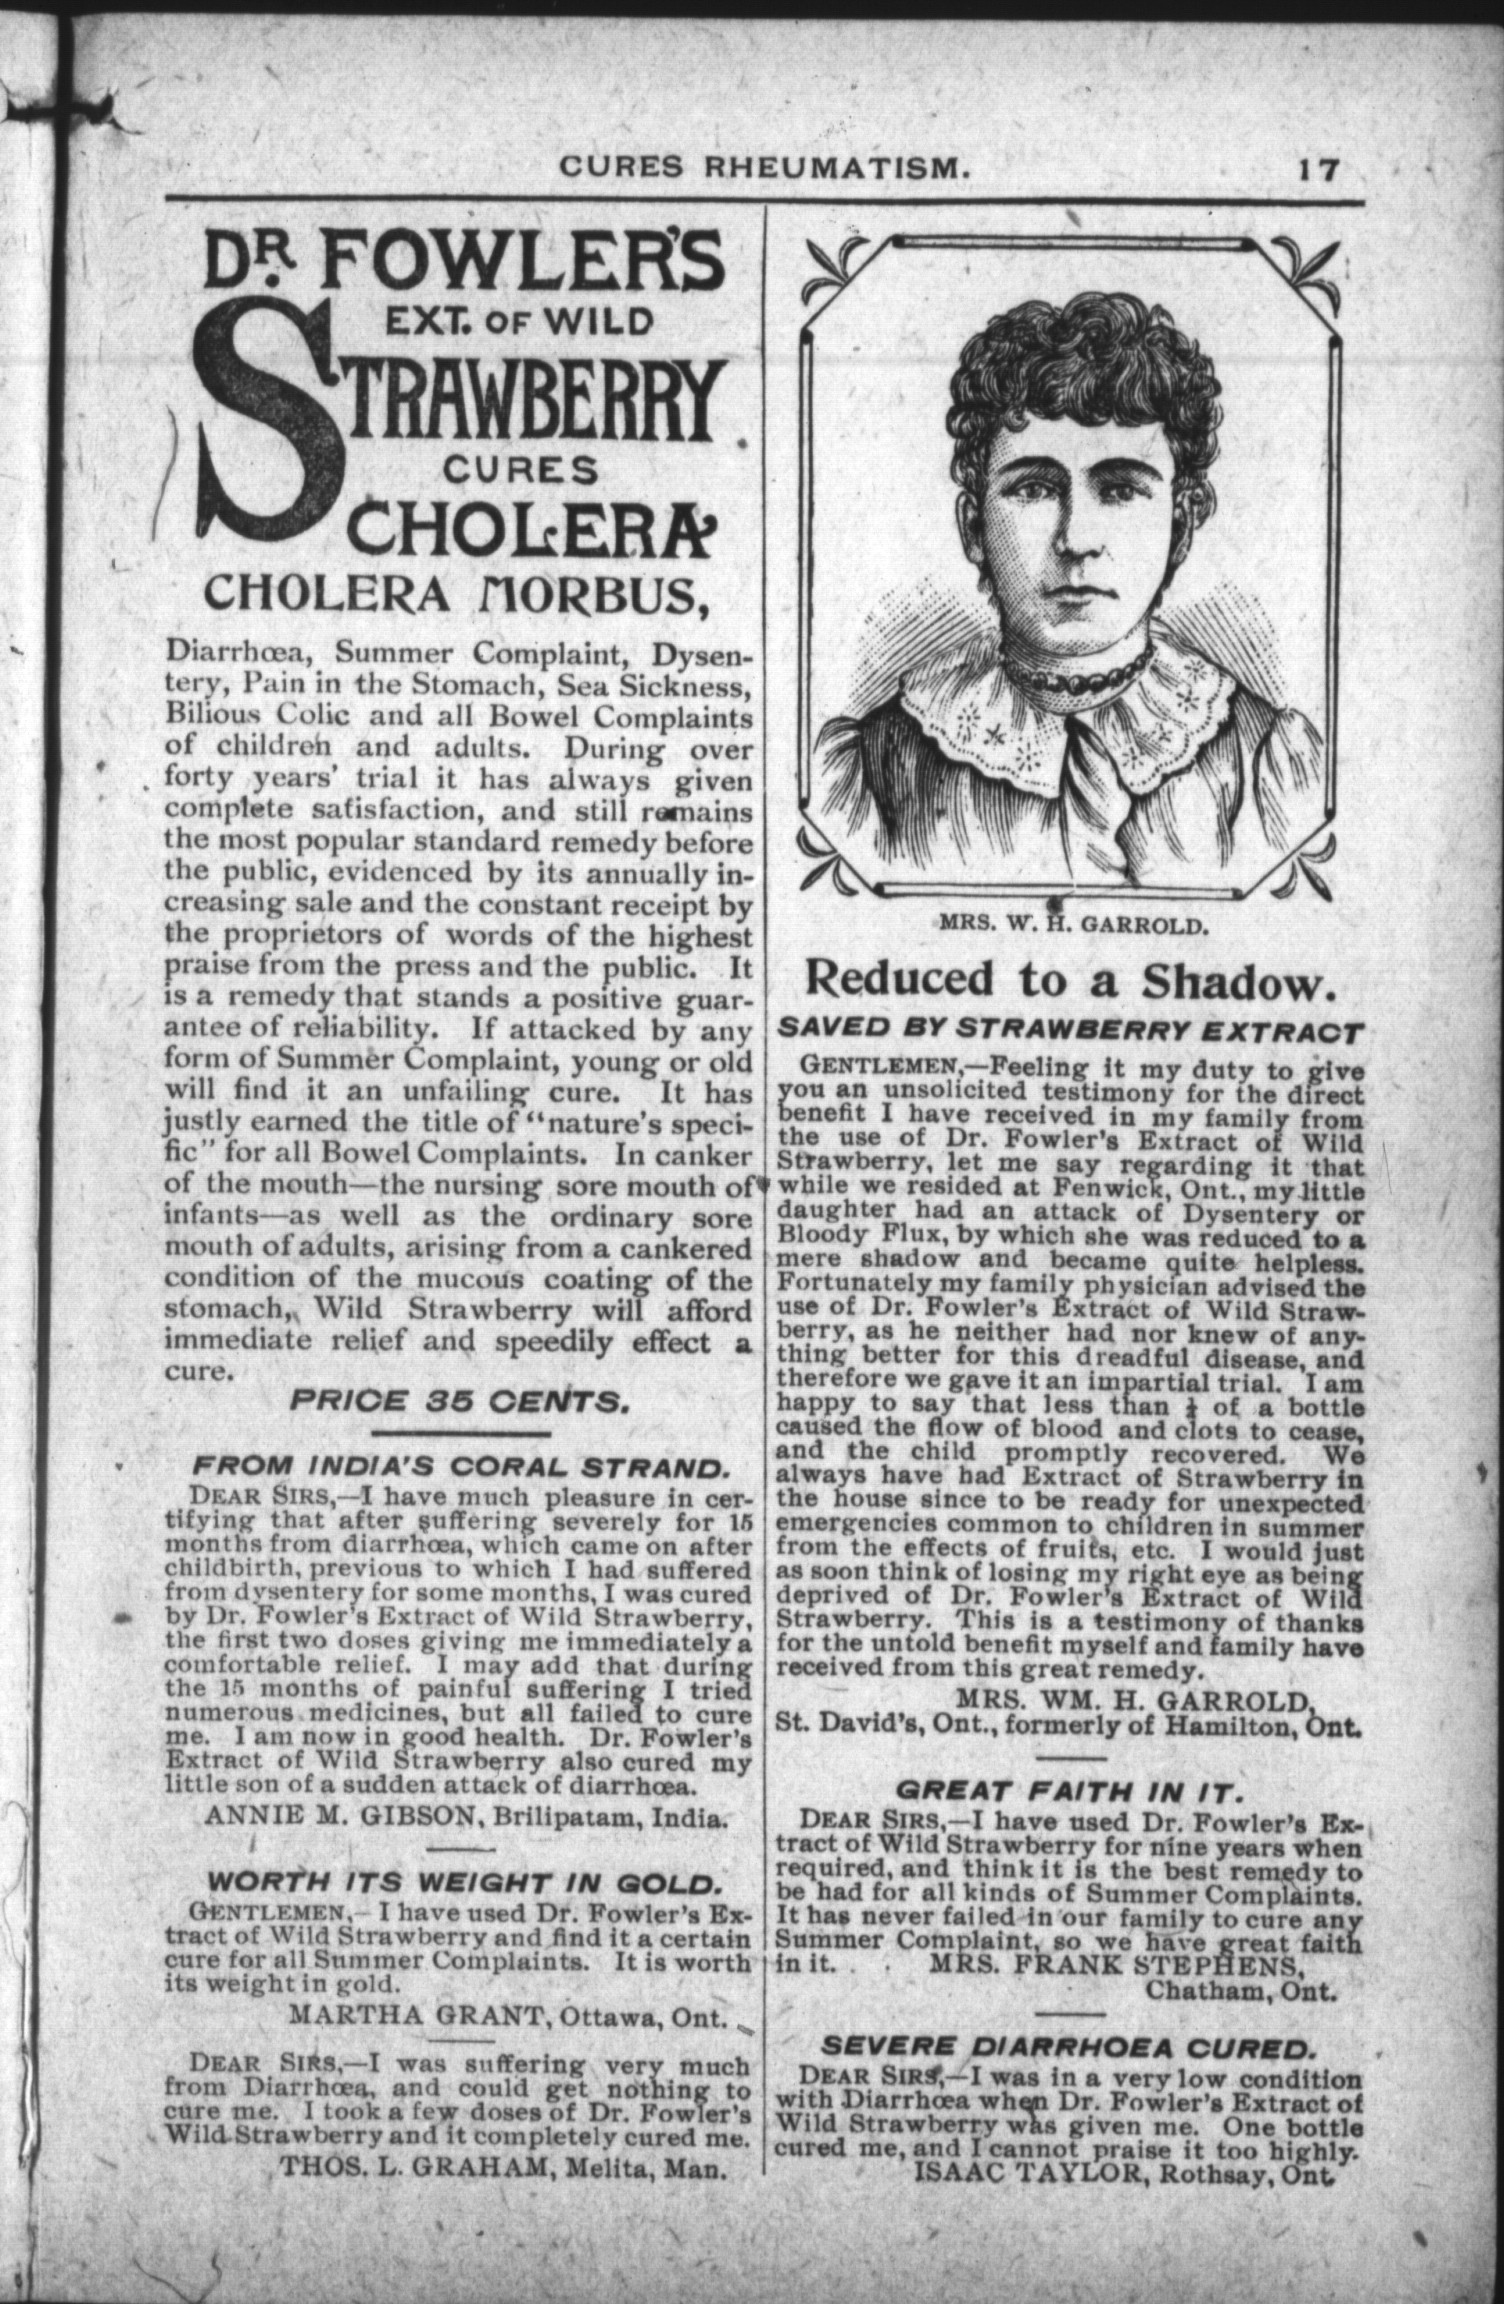 CURES RHEUMATISM. 17
DR. FOWLER'S
EXT. OF WILD
STRAWBERRY
CURES
CHOLERA
CHOLERA MORBUS,
Diarrhœa, Summer Complaint, Dysen-
tery, Pain in the Stomach, Sea Sickness,
Bilious Colic and all Bowel Complaints
of children and adults. During over
forty years' trial it has always given
complete satisfaction, and still remains
the most popular standard remedy before
the public, evidenced by its annually in-
creasing sale and the constant receipt by
the proprietors of words of the highest
praise from the press and the public. It
is a remedy that stands a positive guar-
antee of reliability. If attacked by any
form of Summer Complaint, young or old
will find it an unfailing cure. It has
justly earned the title of "nature's speci-
fic" for all Bowel Complaints. In canker
of the mouth—the nursing sore mouth of
infants—as well as the ordinary sore
mouth of adults, arising from a cankered
condition of the mucous coating of the
stomach, Wild Strawberry will afford
immediate relief and speedily effect a
cure.
PRICE 35 CENTS.
FROM INDIA'S CORAL STRAND.
DEAR SIRS,—I have much pleasure in cer-
tifying that after suffering severely for 15
months from diarrhœa, which came on after
childbirth, previous to which I had suffered
from dysentery for some months, I was cured
by Dr. Fowler's Extract of Wild Strawberry,
the first two doses giving me immediately a
comfortable relief. I may add that during
the 15 months of painful suffering I tried
numerous medicines, but all failed to cure
me. I am now in good health. Dr. Fowler's
Extract of Wild Strawberry also cured my
little son of a sudden attack of diarrhœa.
ANNIE M. GIBSON, Brilipatam, India.
WORTH ITS WEIGHT IN GOLD.
GENTLEMEN,—I have used Dr. Fowler's Ex-
tract of Wild Strawberry and find it a certain
cure for all Summer Complaints. It is worth
its weight in gold.
MARTHA GRANT, Ottawa, Ont.
DEAR SIRS,—I was suffering very much
from Diarrhœa, and could get nothing to
cure me. I took a few doses of Dr. Fowler's
Wild Strawberry and it completely cured me.
THOS. L. GRAHAM, Melita, Man.
MRS. W. H. GARROLD.
Reduced to a Shadow.
SAVED BY STRAWBERRY EXTRACT
GENTLEMEN,—Feeling it my duty to give
you an unsolicited testimony for the direct
benefit I have received in my family from
the use of Dr. Fowler's Extract of Wild
Strawberry, let me say regarding it that
while we resided at Fenwick, Ont., my little
daughter had an attack of Dysentery or
Bloody Flux, by which she was reduced to a
mere shadow and became quite helpless.
Fortunately my family physician advised the
use of Dr. Fowler's Extract of Wild Straw-
berry, as he neither had nor knew of any-
thing better for this dreadful disease, and
therefore we gave it an impartial trial. I am
happy to say that less than of a bottle
caused the flow of blood and clots to cease,
and the child promptly recovered. We
always have had Extract of Strawberry in
the house since to be ready for unexpected
emergencies common to children in summer
from the effects of fruits, etc. I would just
as soon think of losing my right eye as being
deprived of Dr. Fowler's Extract of Wild
Strawberry. This is a testimony of thanks
for the untold benefit myself and family have
received from this great remedy.
MRS. WM. H. GARROLD,
St. David's, Ont., formerly of Hamilton, Ont.
GREAT FAITH IN IT.
DEAR SIRS,—I have used Dr. Fowler's Ex-
tract of Wild Strawberry for nine years when
required, and think it is the best remedy to
be had for all kinds of Summer Complaints.
It has never failed in our family to cure any
Summer Complaint, so we have great faith
in it. MRS. FRANK STEPHENS,
Chatham, Ont.
SEVERE DIARRHOEA CURED.
DEAR SIRS,—I was in a very low condition
with Diarrhœa when Dr. Fowler's Extract of
Wild Strawberry was given me. One bottle
cured me, and I cannot praise it too highly.
ISAAC TAYLOR, Rothsay, Ont.